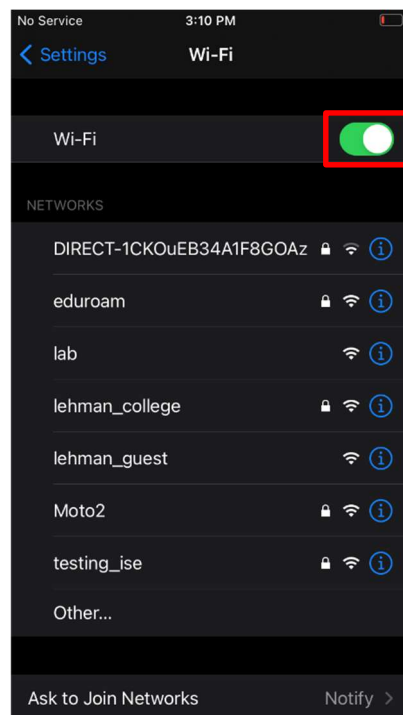 No Service 3:10 PM
Settings Wi-Fi
Wi-Fi
NETWORKS
DIRECT-1CKOuEB34A1F8GOAz
eduroam
lab
lehman_college
lehman_guest
Moto2
testing_ise
Other...
Ask to Join Networks Notify